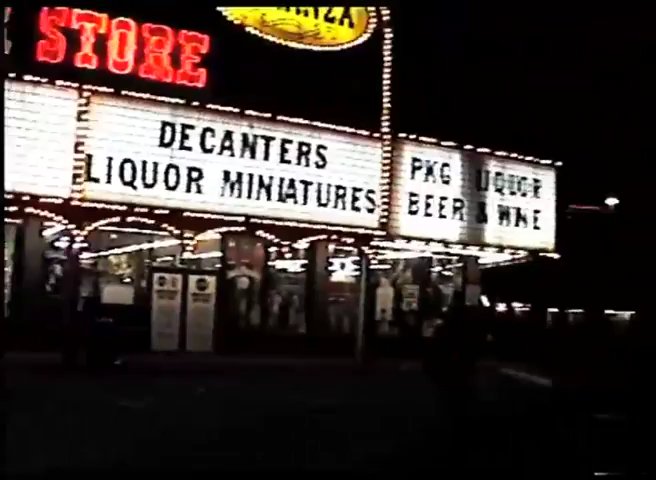 STORE
DECANTERS
LIQUOR MINIATURES
PKG LIQUOR
BEER & WINE